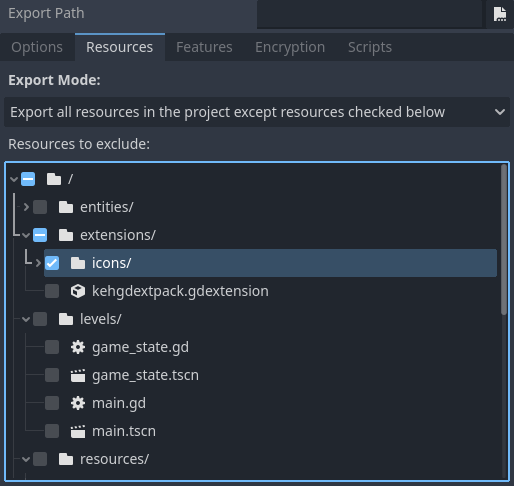 Export Path
Options Resources Features Encryption Scripts
Export Mode:
Export all resources in the project except resources checked below
Resources to exclude:
/
entities/
extensions/
icons/
kehgdextpack.gdextension
levels/
game_state.gd
game_state.tscn
main.gd
main.tscn
resources/